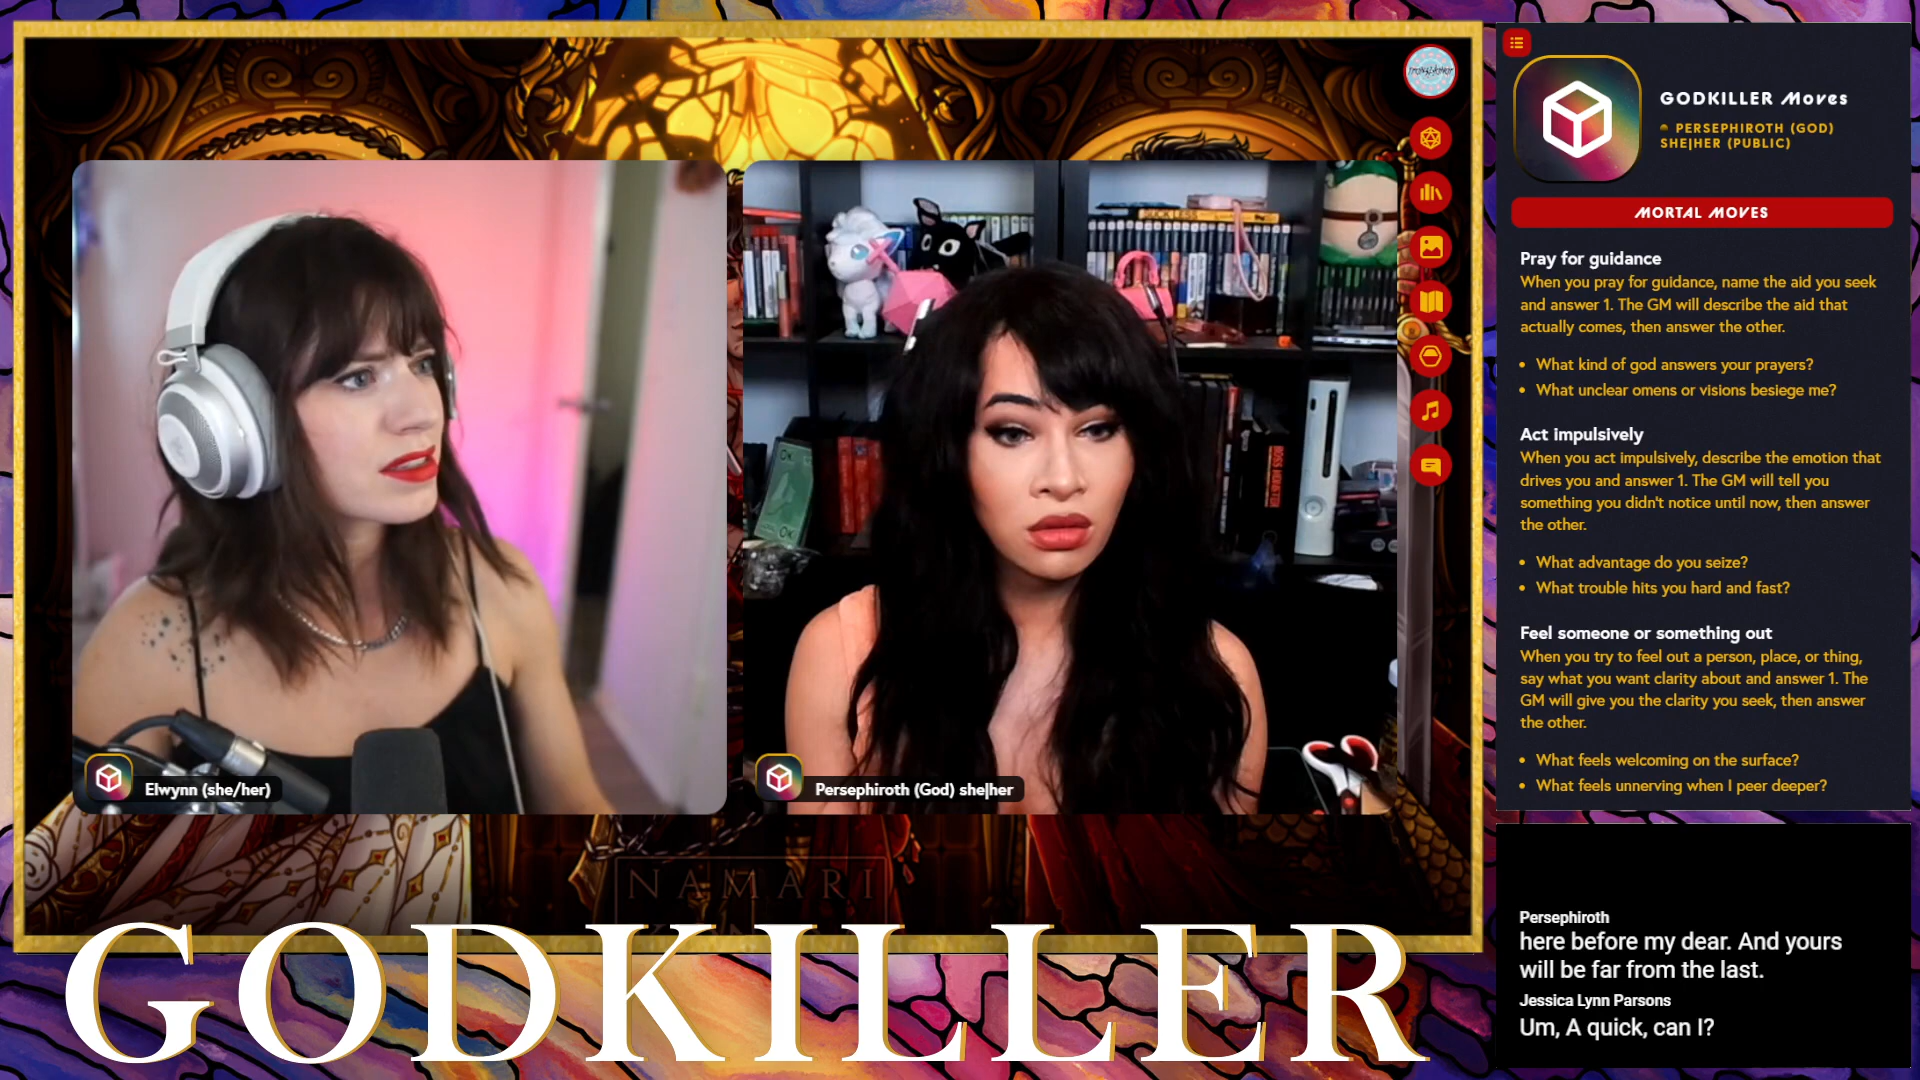 GODKILLER Moves
PERSEPHIROTH (GOD)
SHE|HER (PUBLIC)
MORTAL MOVES
Pray for guidance
When you pray for guidance, name the aid you seek
and answer 1. The GM will describe the aid that
actually comes, then answer the other.
• What kind of god answers your prayers?
• What unclear omens or visions besiege me?
Act impulsively
When you act impulsively, describe the emotion that
drives you and answer 1. The GM will tell you
something you didn't notice until now, then answer
the other.
• What advantage do you seize?
• What trouble hits you hard and fast?
Feel someone or something out
When you try to feel out a person, place, or thing,
say what you want clarity about and answer 1. The
GM will give you the clarity you seek, then answer
the other.
• What feels welcoming on the surface?
• What feels unnerving when I peer deeper?
SUCK LESS
BOSS MONSTER
Elwynn (she/her)
Persephiroth (God) she|her
NAMARI
GODKILLER
Persephiroth
here before my dear. And yours
will be far from the last.
Jessica Lynn Parsons
Um, A quick, can I?